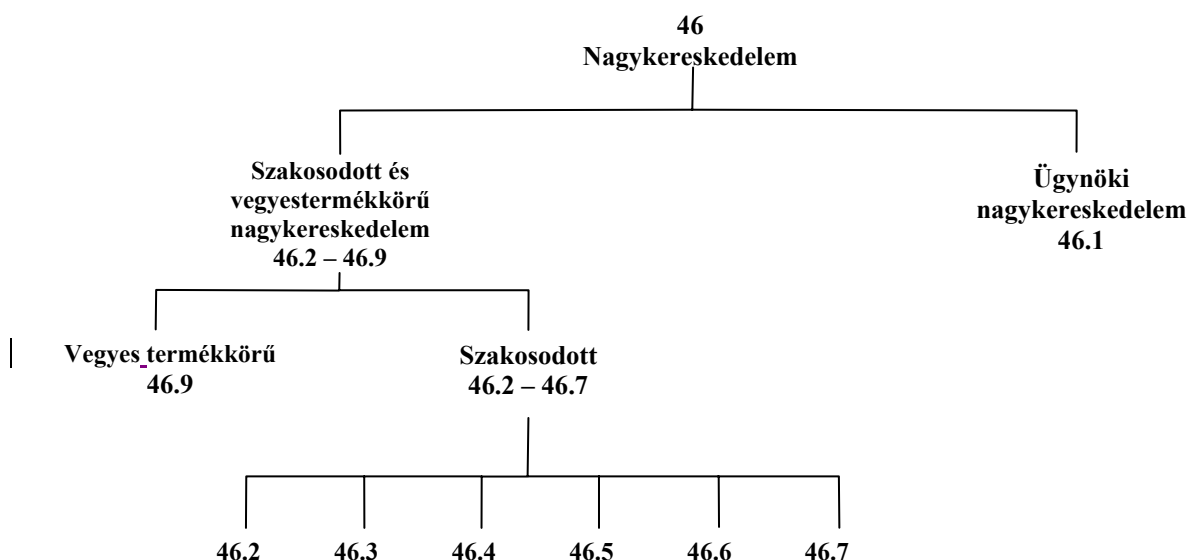 46
Nagykereskedelem
Szakosodott és
vegyestermékkörű
nagykereskedelem
46.2 – 46.9
Ügynöki
nagykereskedelem
46.1
Vegyes termékkörű
46.9
Szakosodott
46.2 – 46.7
46.2 46.3 46.4 46.5 46.6 46.7